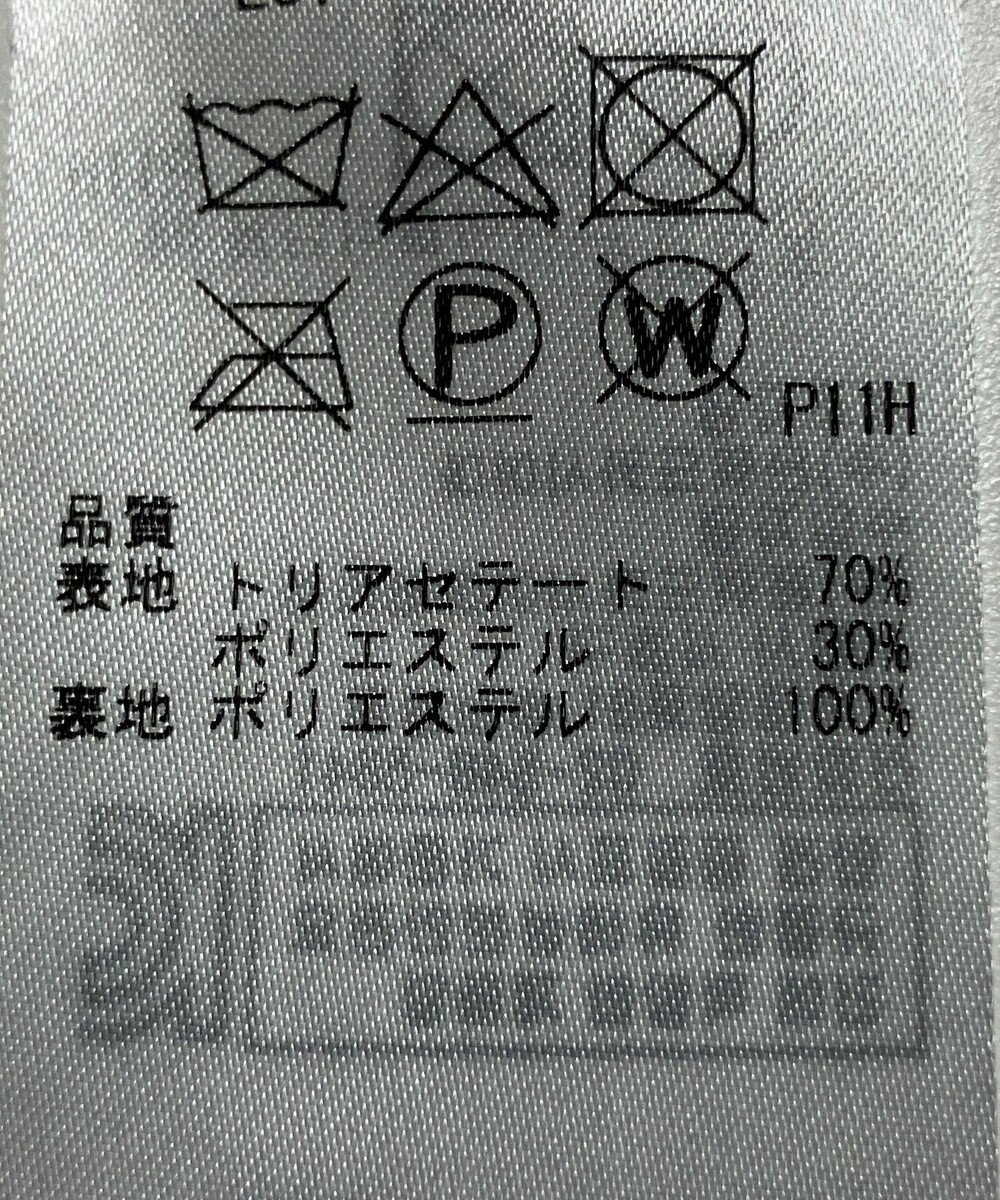 P
W
P11H
品質
表地 トリアセテート 70%
ポリエステル 30%
裏地 ポリエステル 100%